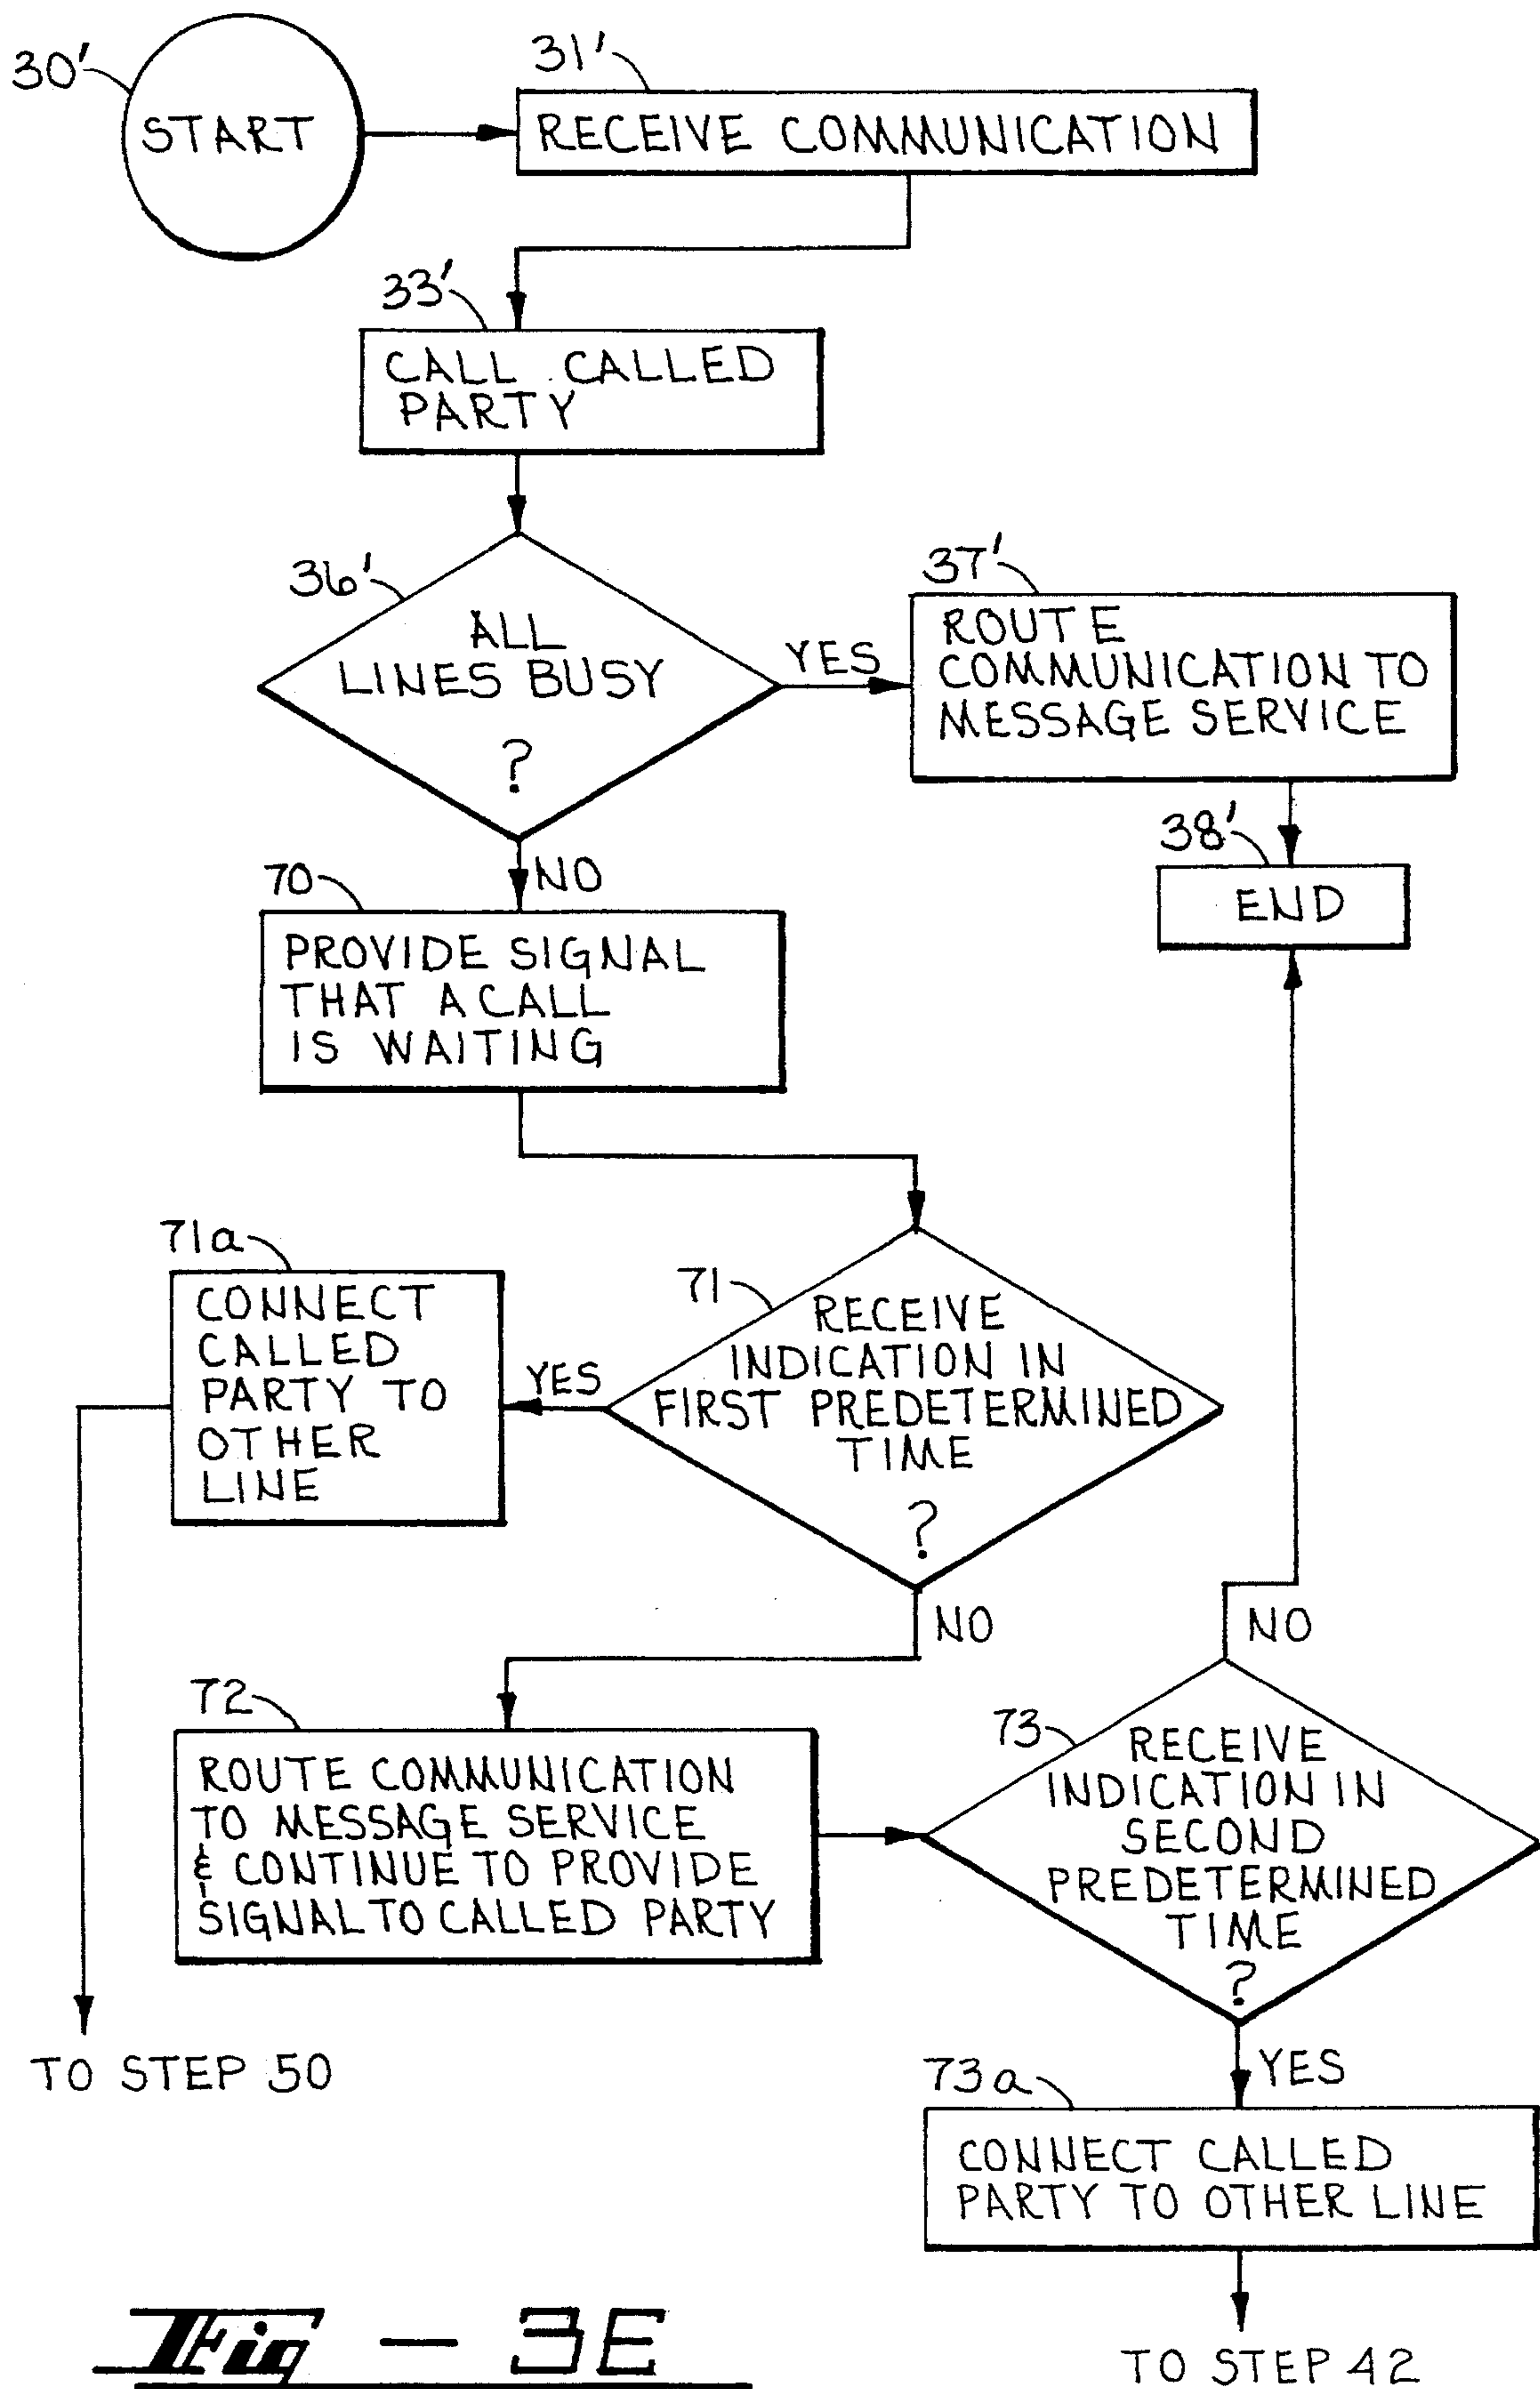 30'
START
31'
RECEIVE COMMUNICATION
33'
CALL CALLED
PARTY
36'
ALL
LINES BUSY
?
YES
37'
ROUTE
COMMUNICATION TO
MESSAGE SERVICE
38'
END
NO
70
PROVIDE SIGNAL
THAT A CALL
IS WAITING
71a
CONNECT
CALLED
PARTY TO
OTHER
LINE
YES
71
RECEIVE
INDICATION IN
FIRST PREDETERMINED
TIME
?
NO
NO
72
ROUTE COMMUNICATION
TO MESSAGE SERVICE
& CONTINUE TO PROVIDE
SIGNAL TO CALLED PARTY
73
RECEIVE
INDICATION IN
SECOND
PREDETERMINED
TIME
?
TO STEP 50
YES
73a
CONNECT CALLED
PARTY TO OTHER LINE
TO STEP 42
Fig - 3E